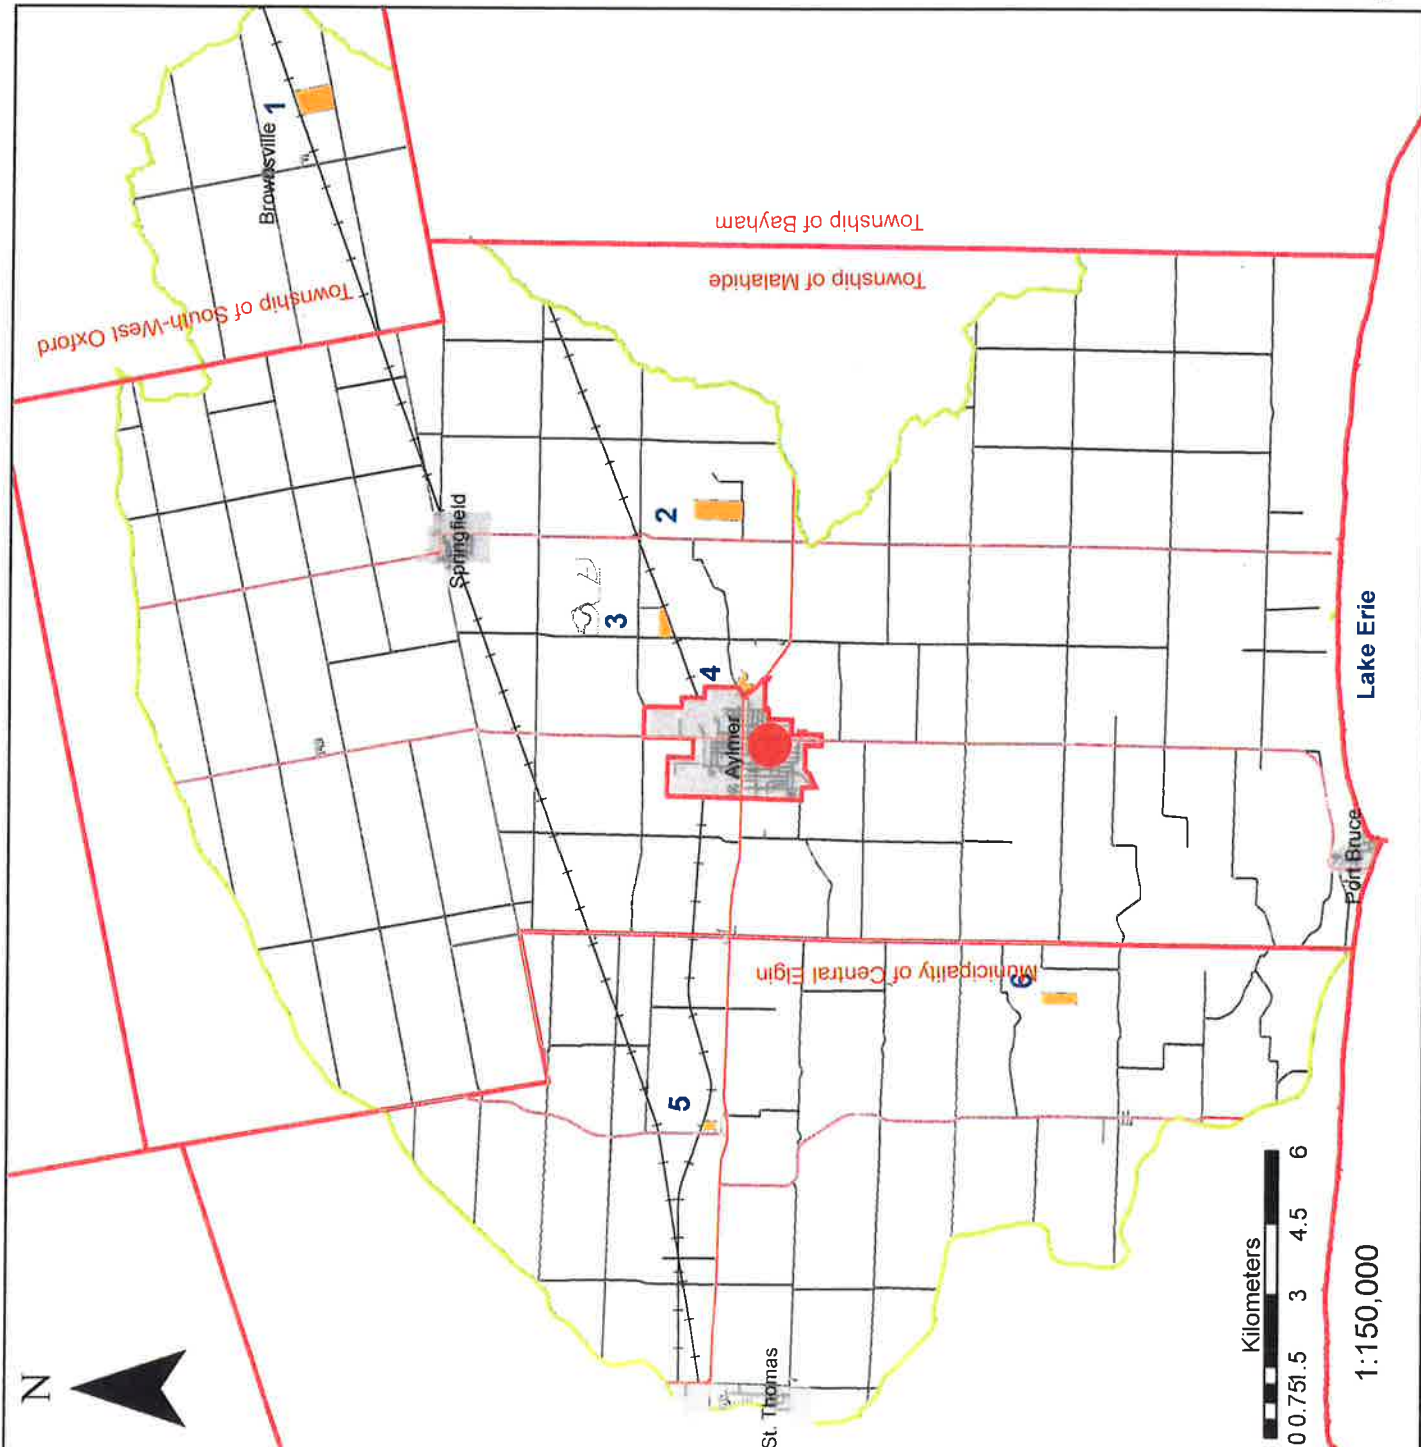 N
1
Brownsville
Township of South-West Oxford
Township of Bayham
Township of Malahide
Springfield
2
3
4
Aylmer
Municipality of Central Elgin
6
5
Lake Erie
Port Bruce
St. Thomas
Kilometers
0 0.75 1.5 3 4.5 6
1:150,000